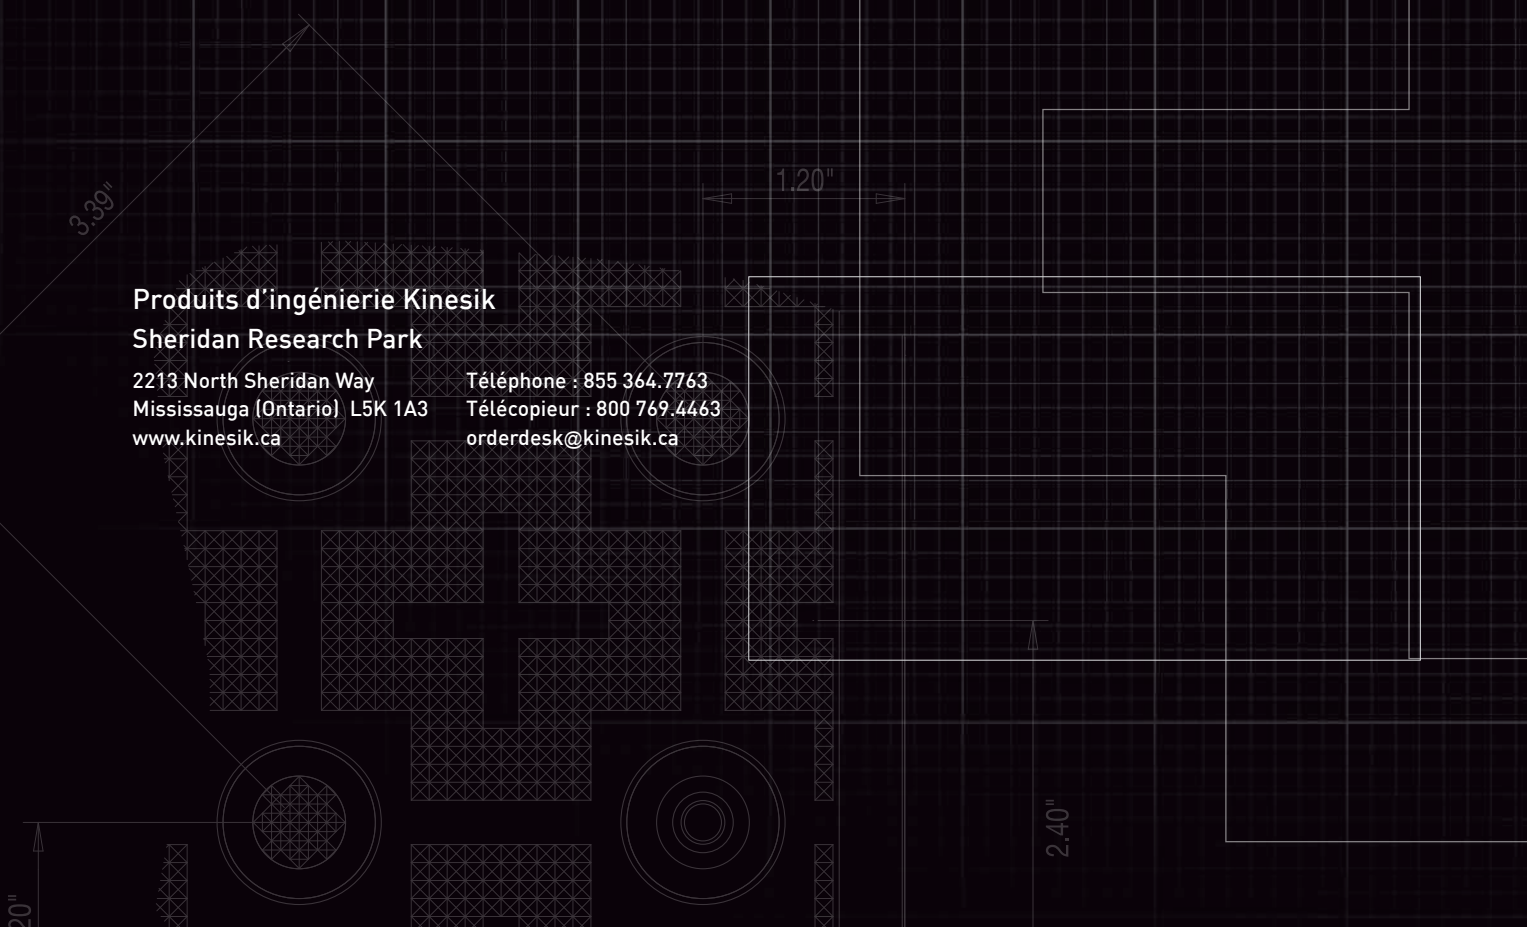 3.39"
1.20"
Produits d’ingénierie Kinesik
Sheridan Research Park
2213 North Sheridan Way
Mississauga (Ontario)  L5K 1A3
www.kinesik.ca
Téléphone : 855 364.7763
Télécopieur : 800 769.4463
orderdesk@kinesik.ca
2.40"
20"